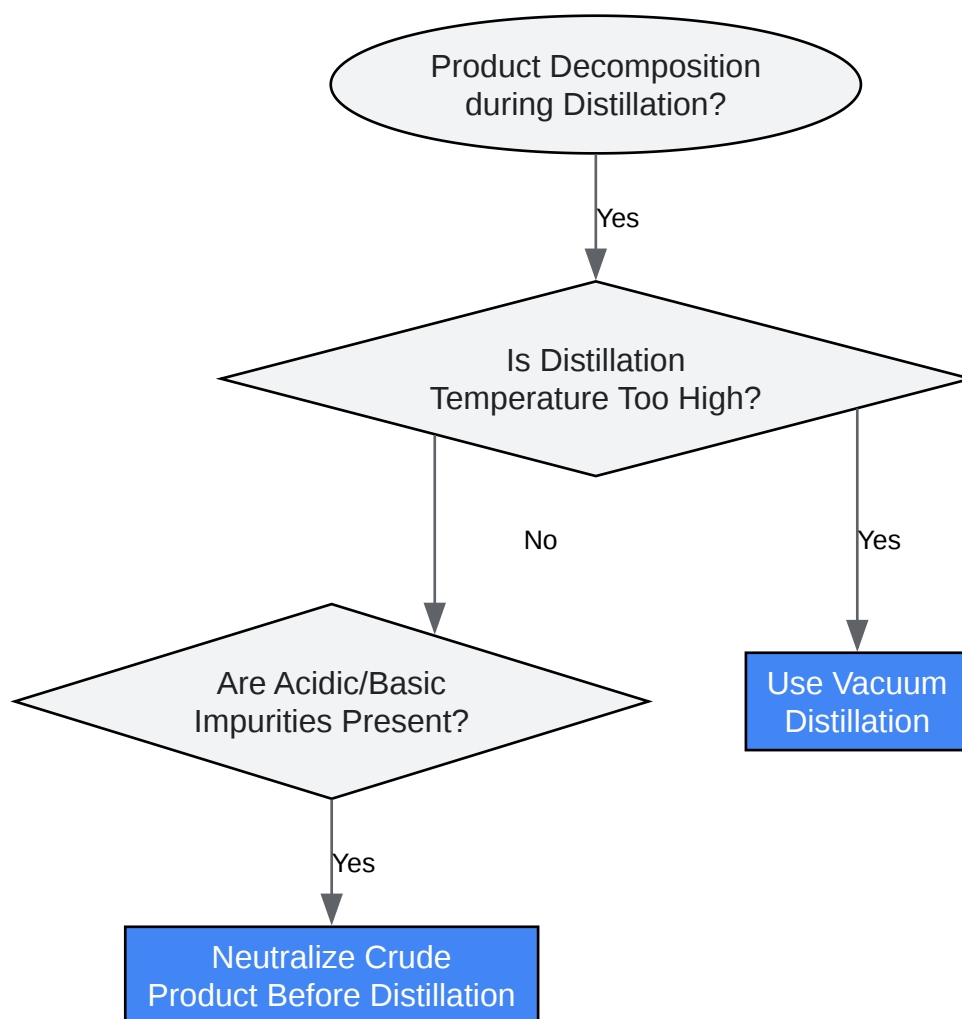 Product Decomposition
during Distillation?
Yes
Is Distillation
Temperature Too High?
No
Yes
Are Acidic/Basic
Impurities Present?
Use Vacuum
Distillation
Yes
Neutralize Crude
Product Before Distillation